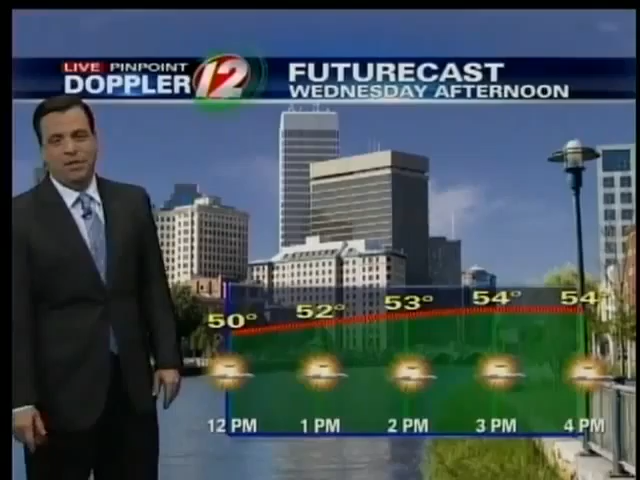 LIVE PINPOINT
DOPPLER 12
FUTURECAST
WEDNESDAY AFTERNOON
50° 52° 53° 54° 54°
12 PM 1 PM 2 PM 3 PM 4 PM